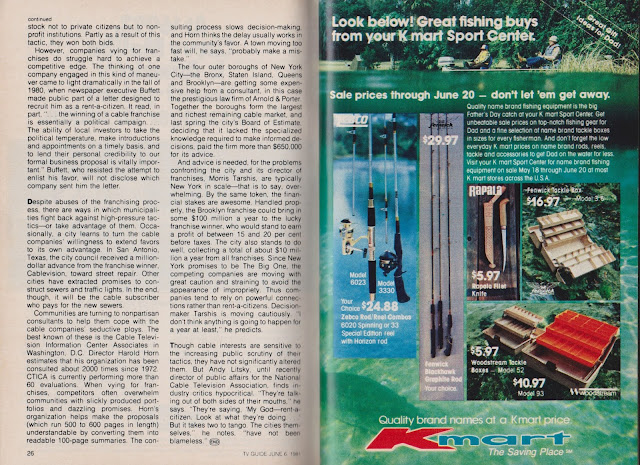 continued
stock not to private citizens but to non-
profit institutions. Partly as a result of this
tactic, they won both bids.
However, companies vying for fran-
chises do struggle hard to achieve a
competitive edge. The thinking of one
company engaged in this kind of maneu-
ver came to light dramatically in the fall of
1980, when newspaper executive Buffett
made public part of a letter designed to
recruit him as a rent-a-citizen. It read, in
part, ". . . the winning of a cable franchise
is essentially a political campaign. . . .
The ability of local investors to take the
political temperature, make introductions
and appointments on a timely basis, and
to lend their personal credibility to our
formal business proposal is vitally impor-
tant." Buffett, who resisted the attempt to
enlist his favor, will not disclose which
company sent him the letter.
Despite abuses of the franchising proc-
ess, there are ways in which municipali-
ties fight back against high-pressure tac-
tics—or take advantage of them. Occa-
sionally, a city learns to turn the cable
companies' willingness to extend favors
to its own advantage. In San Antonio,
Texas, the city council received a million-
dollar advance from the franchise winner,
Cablevision, toward street repair. Other
cities have extracted promises to con-
struct sewers and traffic lights. In the end,
though, it will be the cable subscriber
who pays for the new sewers.
Communities are turning to nonpartisan
consultants to help them cope with the
cable companies' seductive ploys. The
best known of these is the Cable Televi-
sion Information Center Associates in
Washington, D.C. Director Harold Horn
estimates that his organization has been
consulted about 2000 times since 1972.
CTICA is currently performing more than
60 evaluations. When vying for fran-
chises, competitors often overwhelm
communities with slickly produced port-
folios and dazzling promises. Horn's
organization helps make the proposals
(which run 500 to 600 pages in length)
understandable by converting them into
readable 100-page summaries. The con-
26
sulting process slows decision-making,
and Horn thinks the delay usually works in
the community's favor. A town moving too
fast will, he says, "probably make a mis-
take."
The four outer boroughs of New York
City—the Bronx, Staten Island, Queens
and Brooklyn—are getting some expen-
sive help from a consultant, in this case
the prestigious law firm of Arnold & Porter.
Together the boroughs form the largest
and richest remaining cable market, and
last spring the city's Board of Estimate,
deciding that it lacked the specialized
knowledge required to make informed de-
cisions, paid the firm more than $650,000
for its advice.
And advice is needed, for the problems
confronting the city and its director of
franchises, Morris Tarshis, are typically
New York in scale—that is to say, over-
whelming. By the same token, the finan-
cial stakes are awesome. Handled prop-
erly, the Brooklyn franchise could bring in
some $100 million a year to the lucky
franchise winner, who would stand to earn
a profit of between 15 and 20 per cent
before taxes. The city also stands to do
well, collecting a total of about $10 mil-
lion a year from all franchises. Since New
York promises to be The Big One, the
competing companies are moving with
great caution and straining to avoid the
appearance of impropriety. Thus com-
panies tend to rely on powerful connec-
tions rather than rent-a-citizens. Decision-
maker Tarshis is moving cautiously. "I
don't think anything is going to happen for
a year at least," he predicts.
Though cable interests are sensitive to
the increasing public scrutiny of their
tactics, they have not significantly altered
them. But Andy Litsky, until recently
director of public affairs for the National
Cable Television Association, finds in-
dustry critics hypocritical. "They're talk-
ing out of both sides of their mouths," he
says. "They're saying, 'My God—rent-a-
citizen. Look at what they're doing.' . . .
But it takes two to tango. The cities them-
selves," he notes, "have not been
blameless." END
TV GUIDE JUNE 6, 1981
Look below! Great fishing buys
from your K mart Sport Center.
Great gift
ideas for Dad
Sale prices through June 20 – don't let 'em get away.
Quality name brand fishing equipment is the big
Father's Day catch at your K mart Sport Center. Get
unbeatable sale prices on top-notch fishing gear for
Dad and a fine selection of name brand tackle boxes
in sizes for every fisherman. And don't forget the low
everyday K mart prices on name brand rods, reels,
tackle and accessories to get Dad on the water for less.
Visit your K mart Sport Center for name brand fishing
equipment on sale May 18 through June 20 at most
K mart stores across the U.S.A.
ZEBCO
$29.97
RAPALA
$5.97
Rapala Fillet
Knife
Fenwick Tackle Box
$16.97
Model
6023
Model
3330
Your
Choice $24.88
Zebco Rod/Reel Combos
6020 Spinning or 33
Special Edition Reel
with Horizon rod
Fenwick
Blackhawk
Graphite Rod
Your choice.
$5.97
Woodstream Tackle
Boxes – Model 52
$10.97
Model 93
Woodstream
Quality brand names at a Kmart price
Kmart
The Saving Place SM